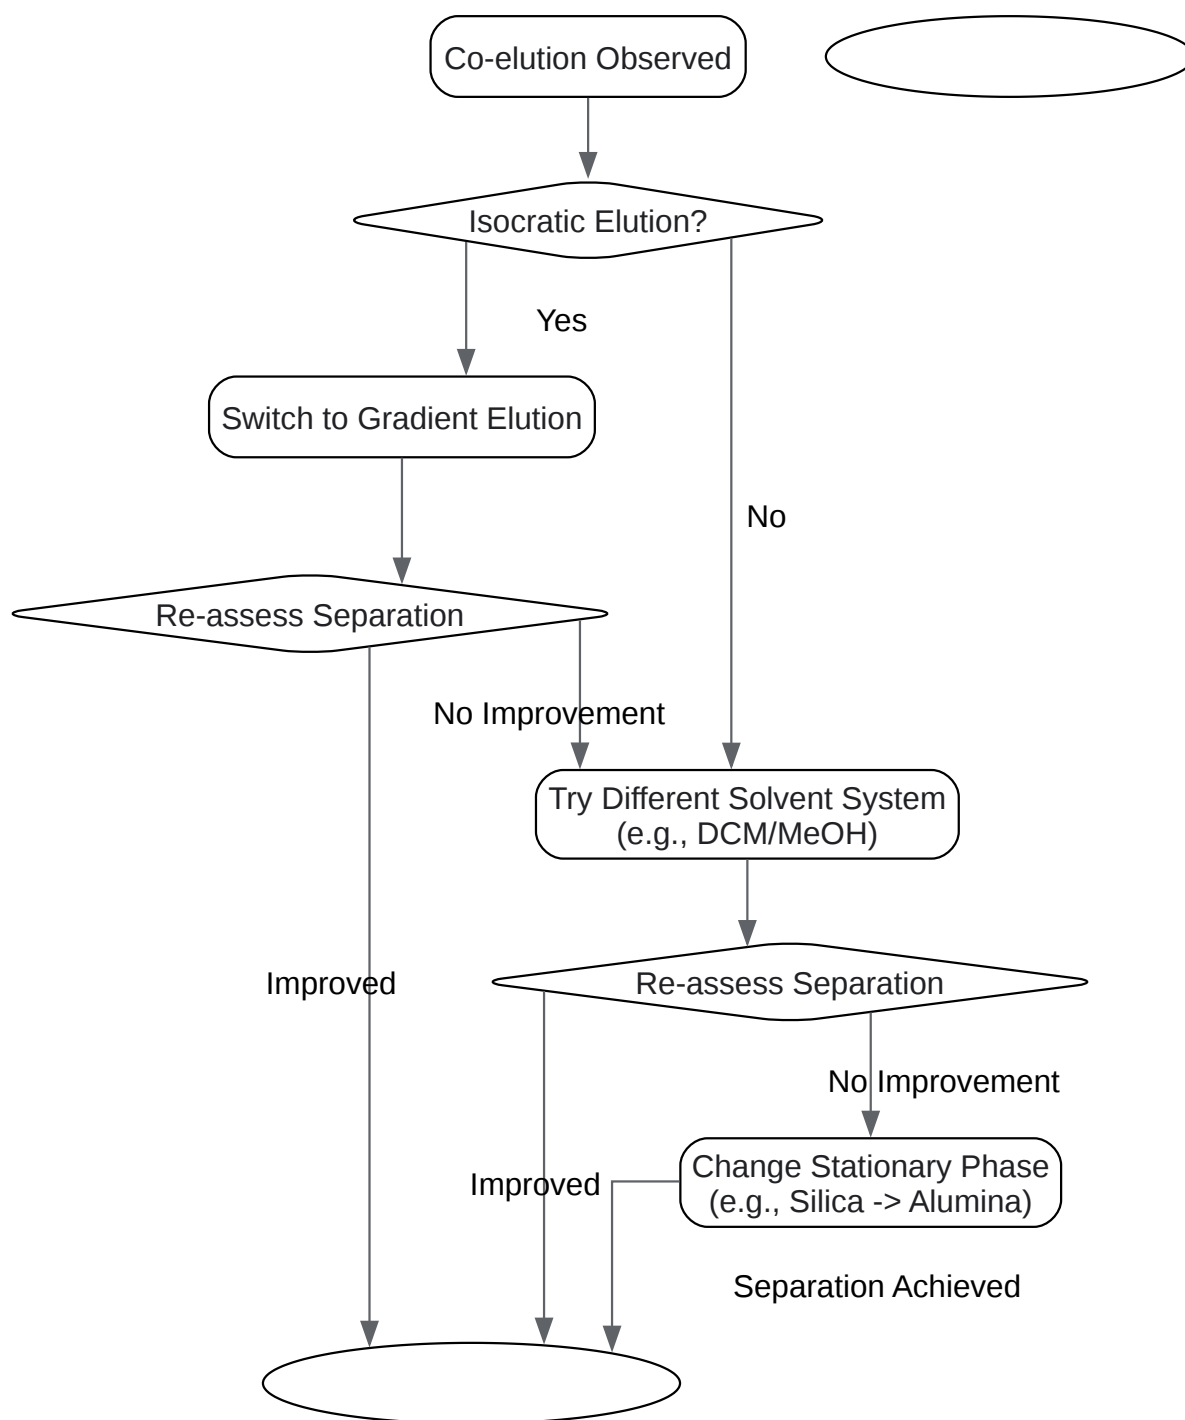 Co-elution Observed
Isocratic Elution?
Yes
Switch to Gradient Elution
No
Re-assess Separation
No Improvement
Try Different Solvent System
(e.g., DCM/MeOH)
Improved
Re-assess Separation
No Improvement
Change Stationary Phase
(e.g., Silica -> Alumina)
Improved
Separation Achieved